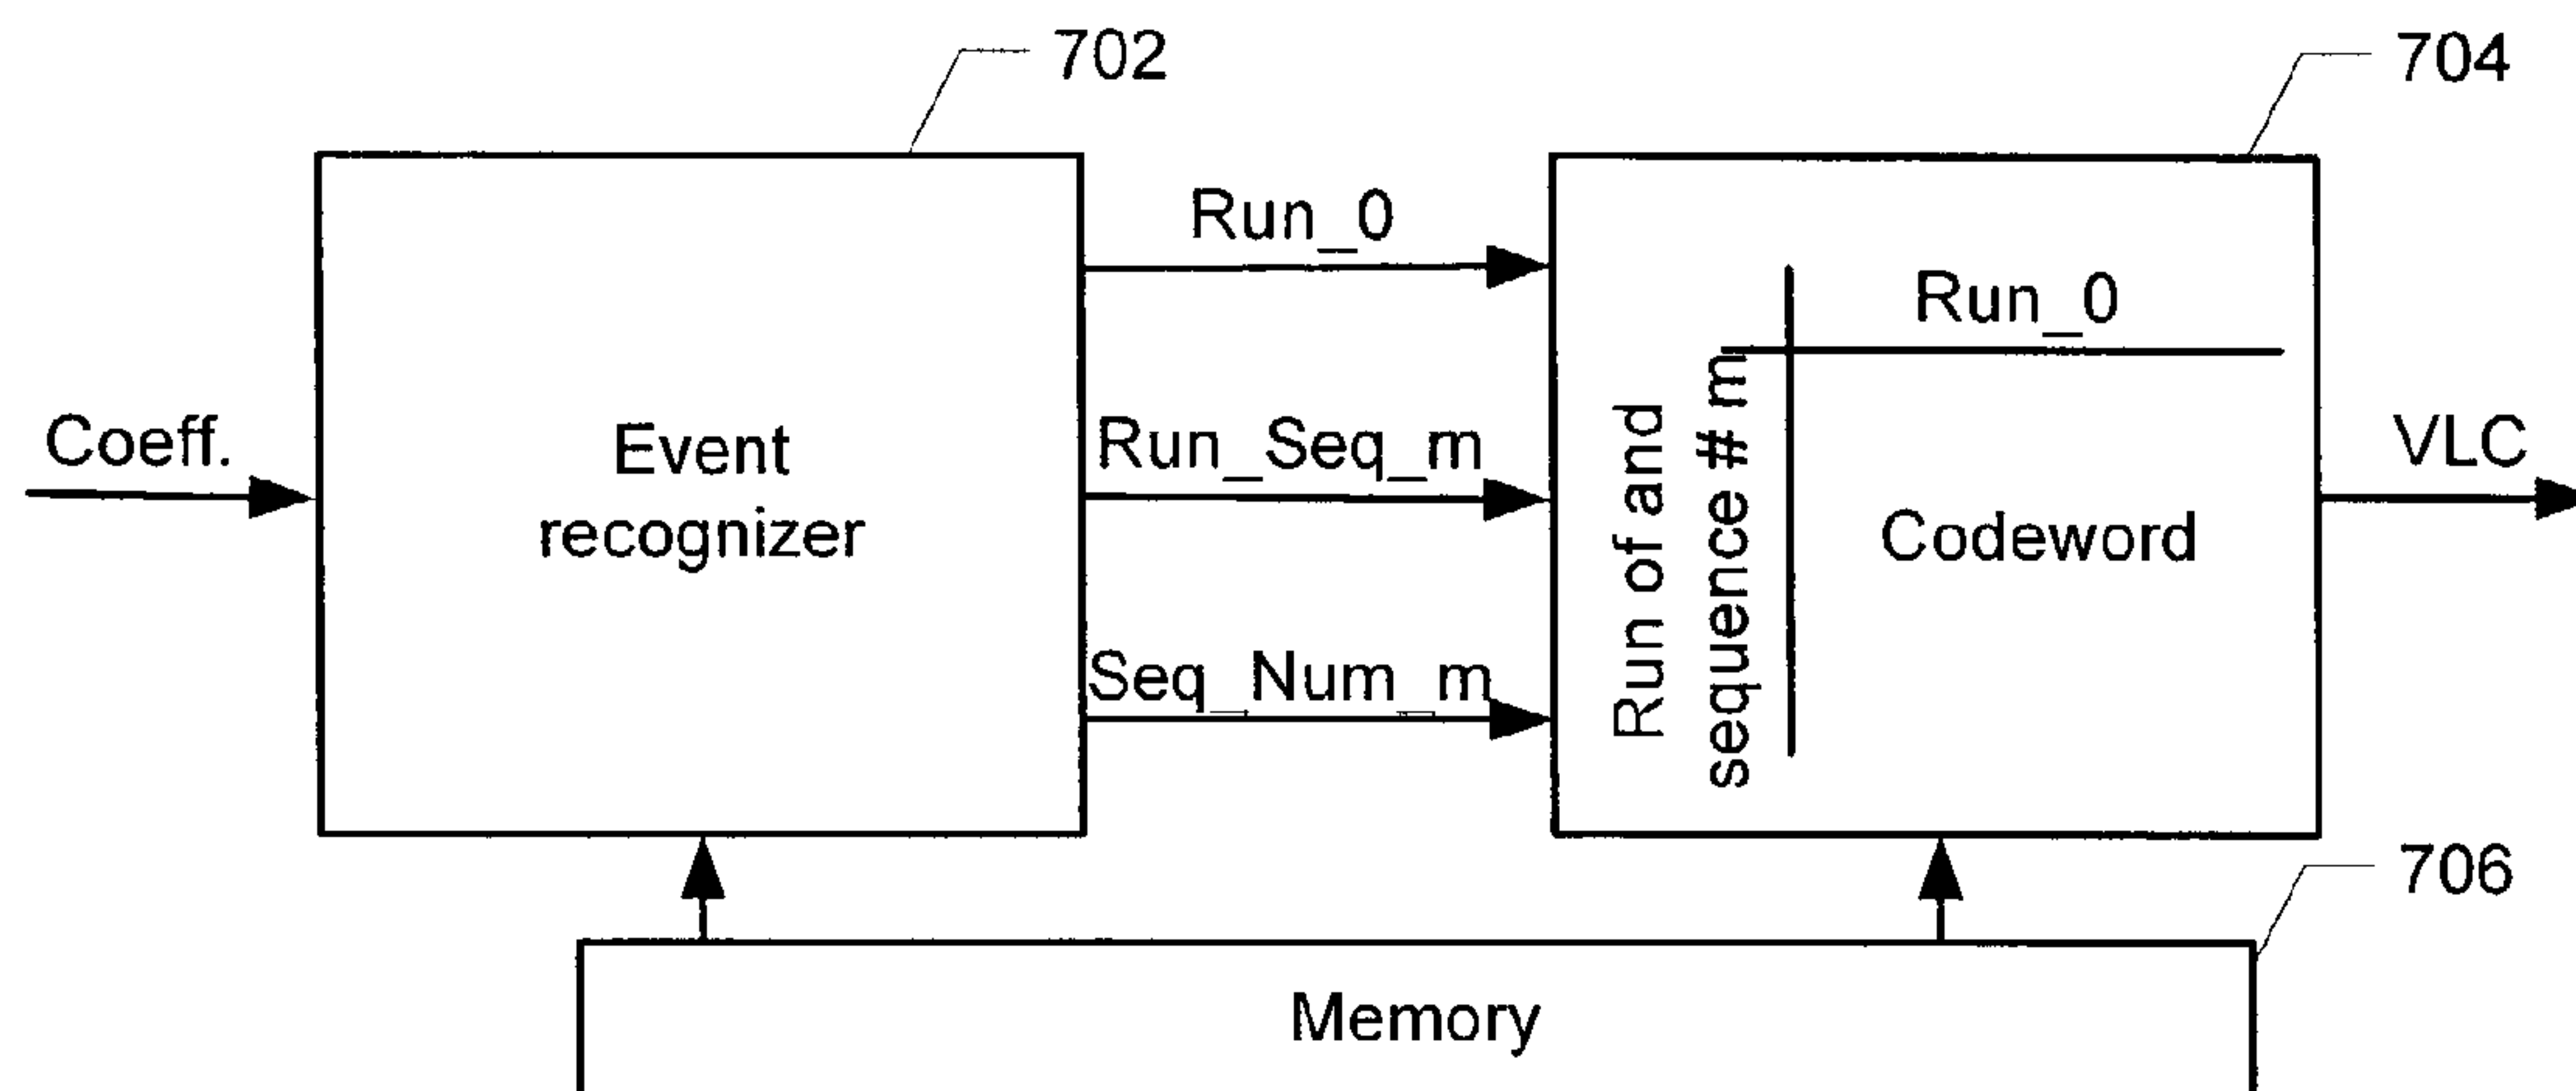 702
704
Run_0
Run_0
Coeff.
Event
recognizer
Run_Seq_m
Run of and
sequence # m
Codeword
VLC
Seq_Num_m
706
Memory